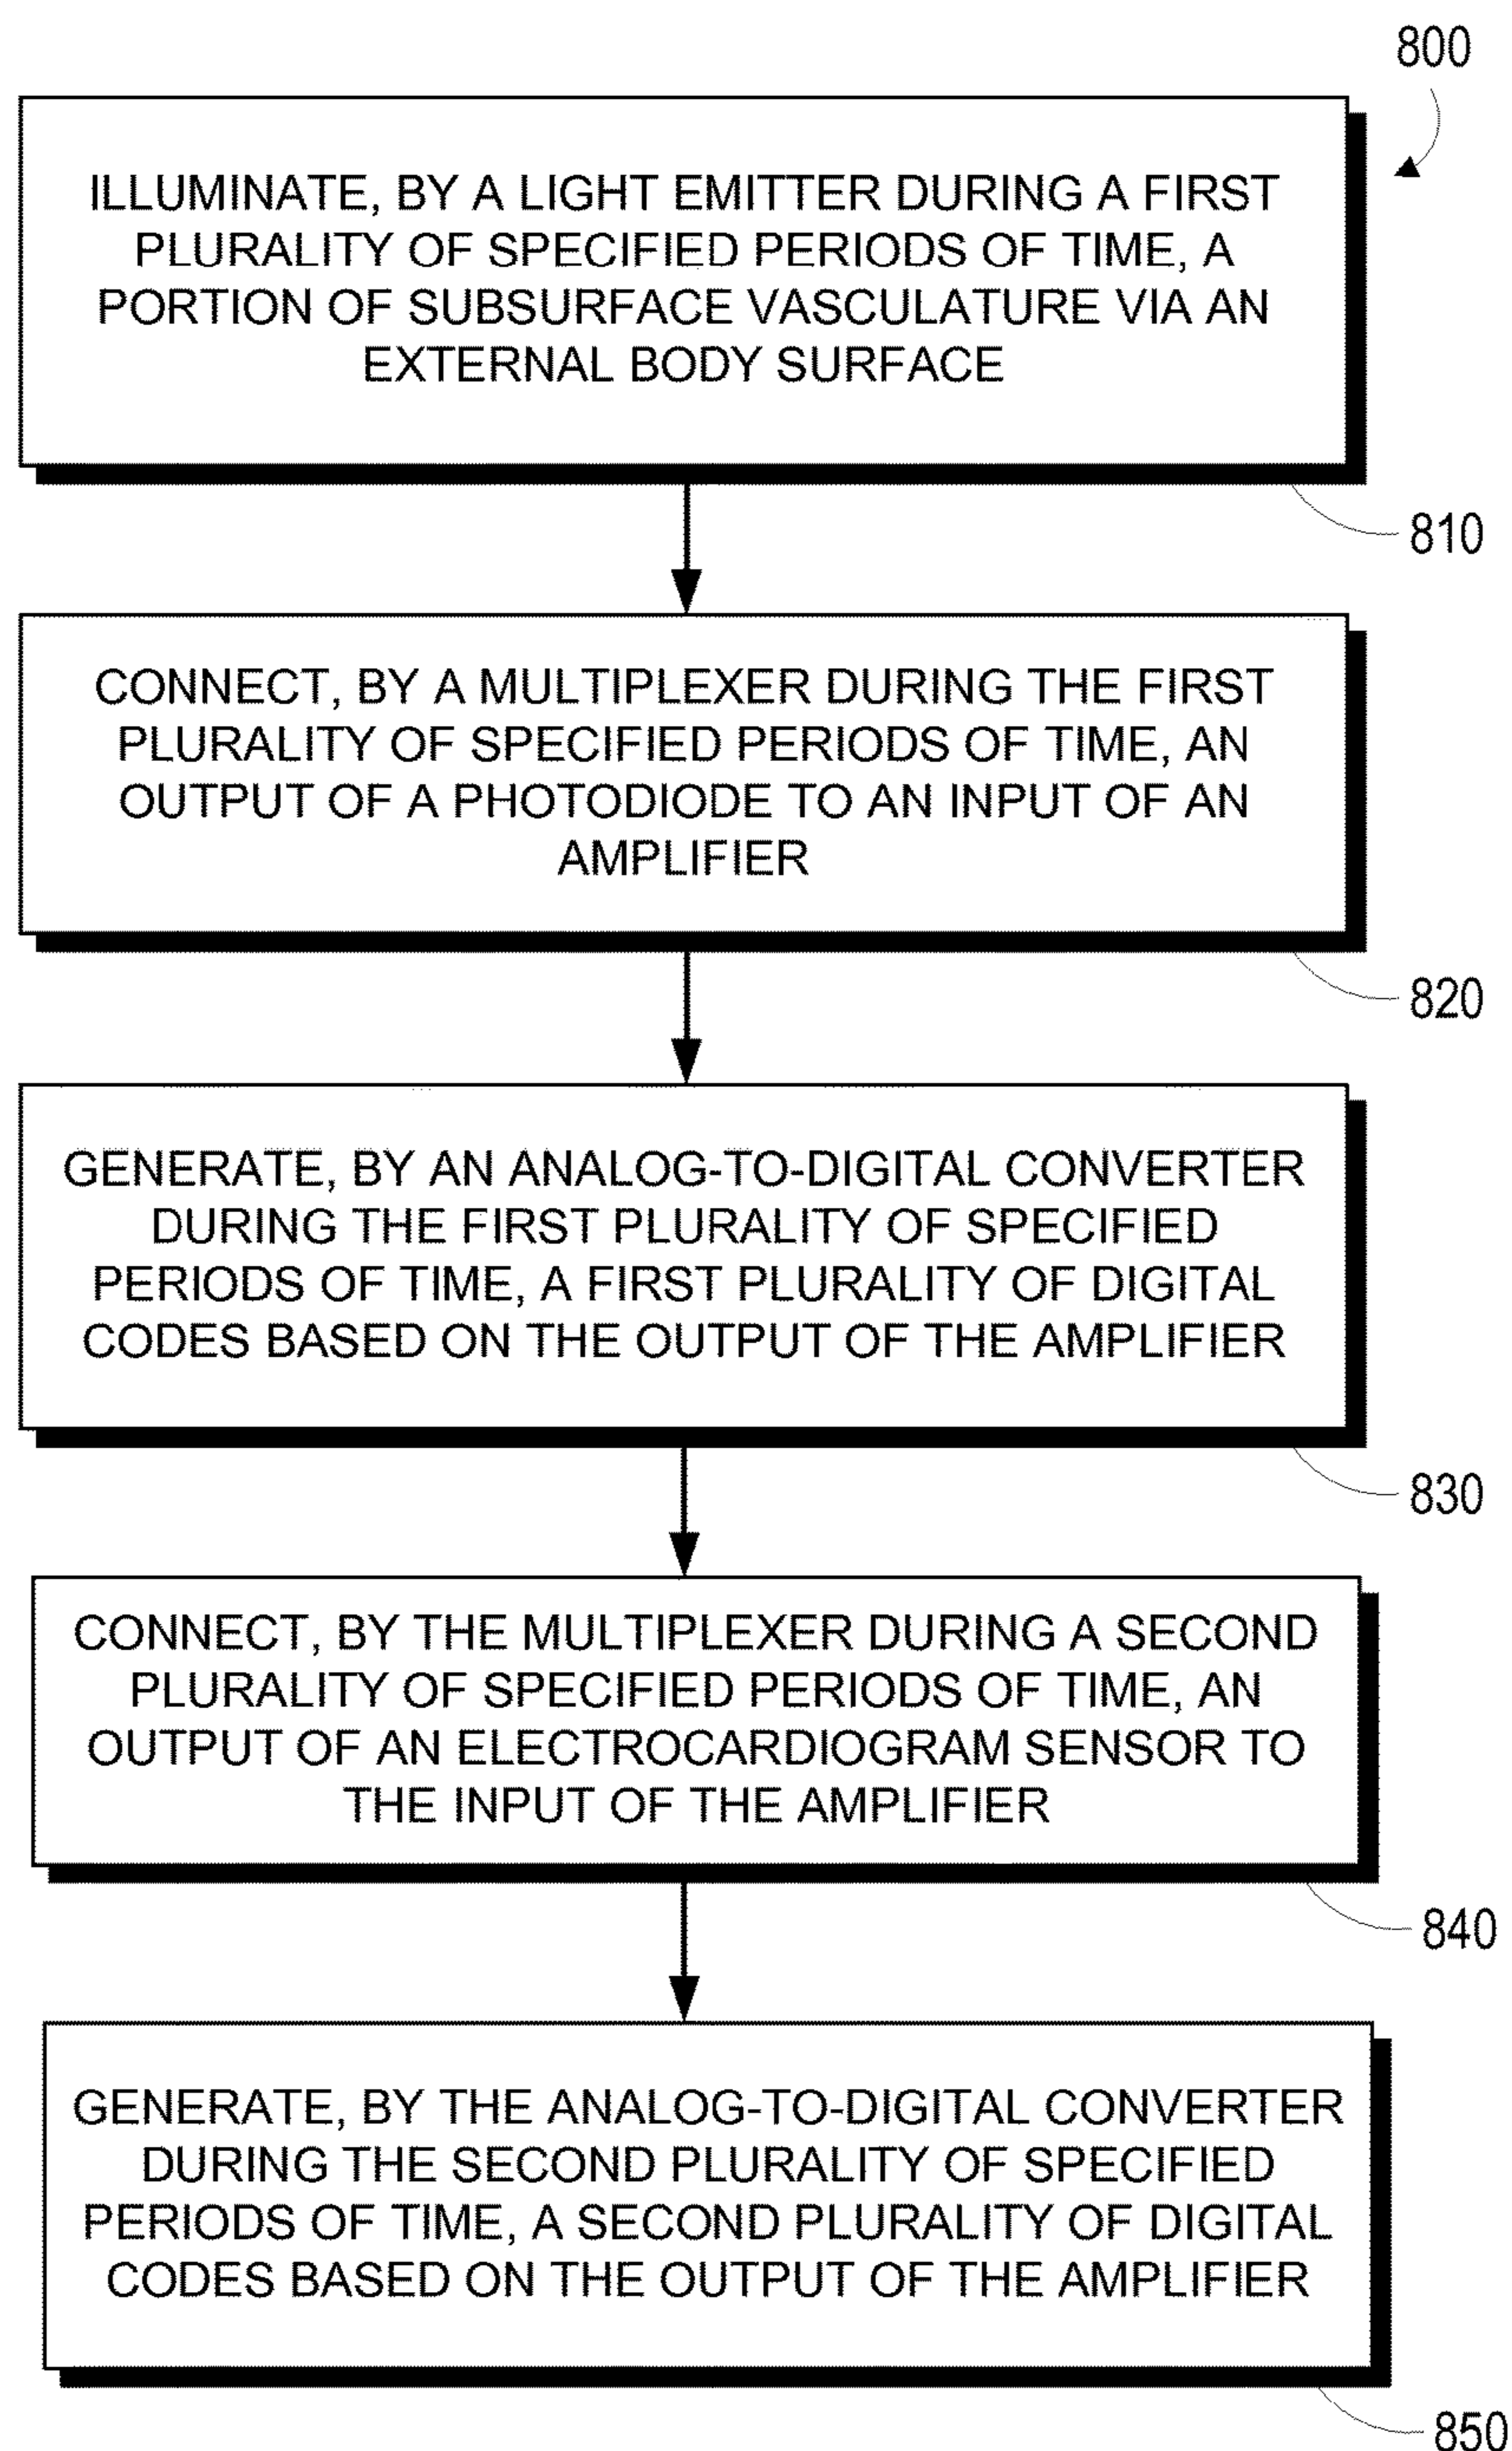 800
ILLUMINATE, BY A LIGHT EMITTER DURING A FIRST
PLURALITY OF SPECIFIED PERIODS OF TIME, A
PORTION OF SUBSURFACE VASCULATURE VIA AN
EXTERNAL BODY SURFACE
810
CONNECT, BY A MULTIPLEXER DURING THE FIRST
PLURALITY OF SPECIFIED PERIODS OF TIME, AN
OUTPUT OF A PHOTODIODE TO AN INPUT OF AN
AMPLIFIER
820
GENERATE, BY AN ANALOG-TO-DIGITAL CONVERTER
DURING THE FIRST PLURALITY OF SPECIFIED
PERIODS OF TIME, A FIRST PLURALITY OF DIGITAL
CODES BASED ON THE OUTPUT OF THE AMPLIFIER
830
CONNECT, BY THE MULTIPLEXER DURING A SECOND
PLURALITY OF SPECIFIED PERIODS OF TIME, AN
OUTPUT OF AN ELECTROCARDIOGRAM SENSOR TO
THE INPUT OF THE AMPLIFIER
840
GENERATE, BY THE ANALOG-TO-DIGITAL CONVERTER
DURING THE SECOND PLURALITY OF SPECIFIED
PERIODS OF TIME, A SECOND PLURALITY OF DIGITAL
CODES BASED ON THE OUTPUT OF THE AMPLIFIER
850